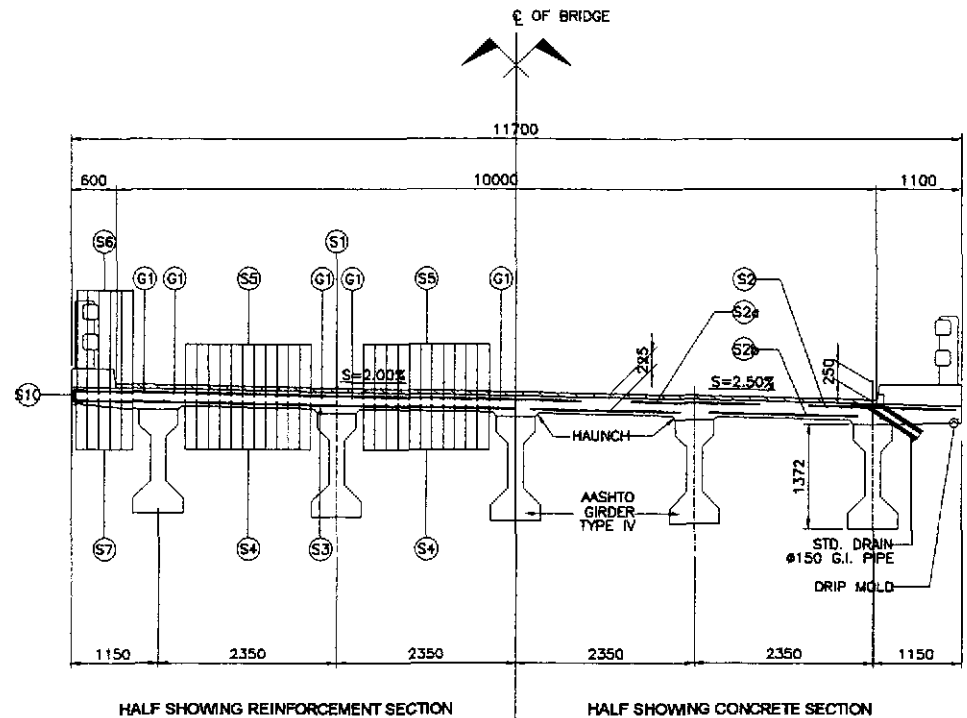 ℄ OF BRIDGE
11700
600 10000 1100
S6 S1
G1 G1 S5 G1 G1 S5 G1 S2
S2a
S2b
225
250
S=2.00% S=2.50%
S10
HAUNCH
1372
AASHTO
GIRDER
TYPE IV
S7 S4 S3 S4
STD. DRAIN
ø150 G.I. PIPE
DRIP MOLD
1150 2350 2350 2350 2350 1150
HALF SHOWING REINFORCEMENT SECTION HALF SHOWING CONCRETE SECTION